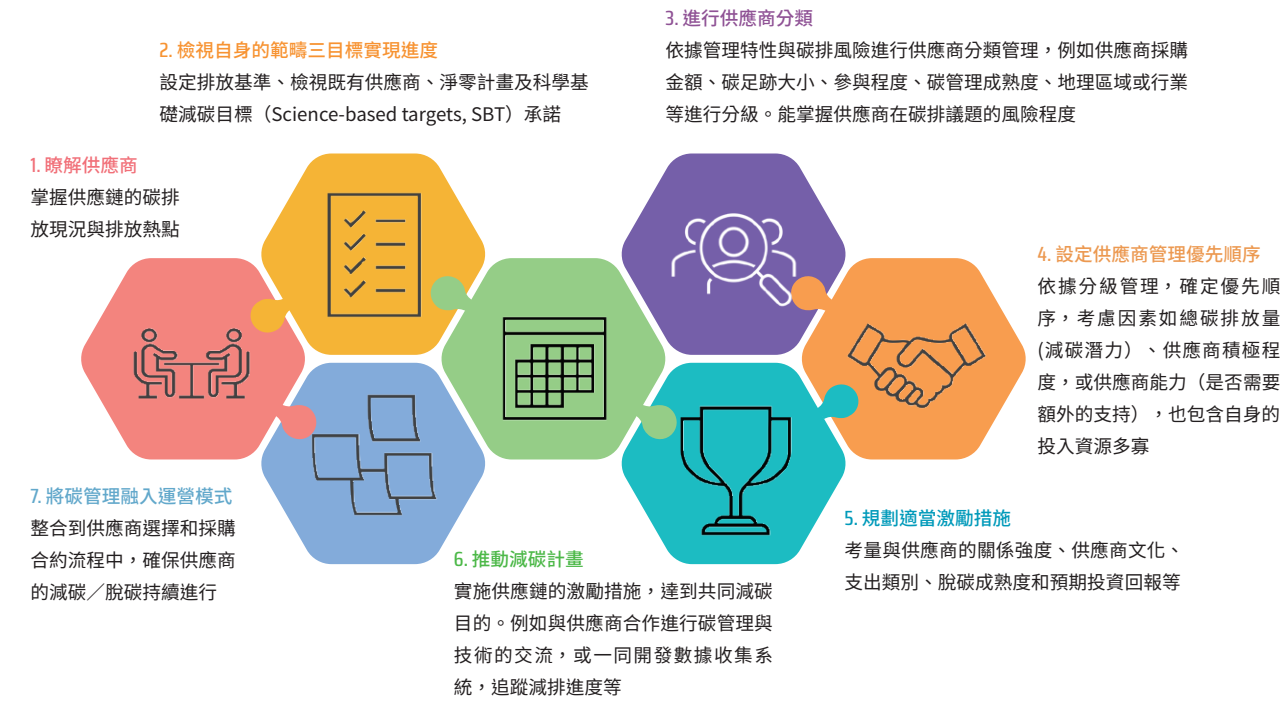 1. 瞭解供應商
掌握供應鏈的碳排
放現況與排放熱點
2. 檢視自身的範疇三目標實現進度
設定排放基準、檢視既有供應商、淨零計畫及科學基
礎減碳目標（Science-based targets, SBT）承諾
3. 進行供應商分類
依據管理特性與碳排風險進行供應商分類管理，例如供應商採購
金額、碳足跡大小、參與程度、碳管理成熟度、地理區域或行業
等進行分級。能掌握供應商在碳排議題的風險程度
4. 設定供應商管理優先順序
依據分級管理，確定優先順
序，考慮因素如總碳排放量
(減碳潛力）、供應商積極程
度，或供應商能力（是否需要
額外的支持），也包含自身的
投入資源多寡
5. 規劃適當激勵措施
考量與供應商的關係強度、供應商文化、
支出類別、脫碳成熟度和預期投資回報等
6. 推動減碳計畫
實施供應鏈的激勵措施，達到共同減碳
目的。例如與供應商合作進行碳管理與
技術的交流，或一同開發數據收集系
統，追蹤減排進度等
7. 將碳管理融入運營模式
整合到供應商選擇和採購
合約流程中，確保供應商
的減碳／脫碳持續進行